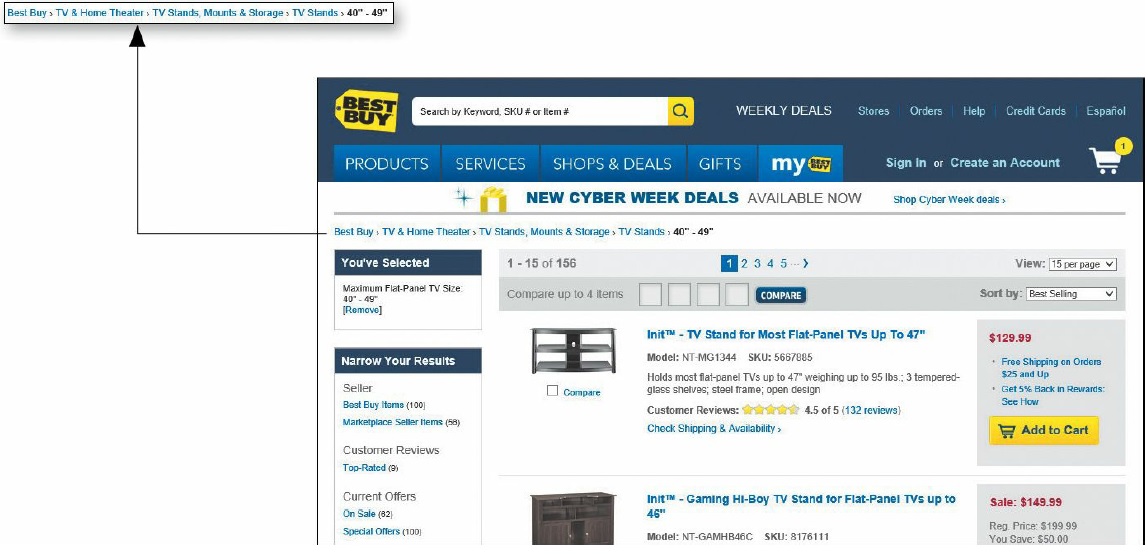 Best Buy › TV & Home Theater › TV Stands, Mounts & Storage › TV Stands › 40" - 49"
BEST BUY
Search by Keyword, SKU # or Item #
WEEKLY DEALS Stores Orders Help Credit Cards Español
PRODUCTS SERVICES SHOPS & DEALS GIFTS my BEST BUY Sign In or Create an Account 1
NEW CYBER WEEK DEALS AVAILABLE NOW Shop Cyber Week deals ›
Best Buy › TV & Home Theater › TV Stands, Mounts & Storage › TV Stands › 40" - 49"
You've Selected
Maximum Flat-Panel TV Size:
40" - 49"
[Remove]
Narrow Your Results
Seller
Best Buy Items (100)
Marketplace Seller Items (56)
Customer Reviews
Top-Rated (9)
Current Offers
On Sale (62)
Special Offers (100)
1 - 15 of 156 1 2 3 4 5 ... › View: 15 per page
Compare up to 4 items COMPARE Sort by: Best Selling
Compare
Init™ - TV Stand for Most Flat-Panel TVs Up To 47"
Model: NT-MG1344 SKU: 5667885
Holds most flat-panel TVs up to 47" weighing up to 95 lbs.; 3 tempered-
glass shelves; steel frame; open design
Customer Reviews: 4.5 of 5 (132 reviews)
Check Shipping & Availability ›
$129.99
• Free Shipping on Orders
$25 and Up
• Get 5% Back in Rewards:
See How
Add to Cart
Init™ - Gaming Hi-Boy TV Stand for Flat-Panel TVs up to
46"
Model: NT-GAMHB46C SKU: 8176111
Sale: $149.99
Reg. Price: $199.99
You Save: $50.00